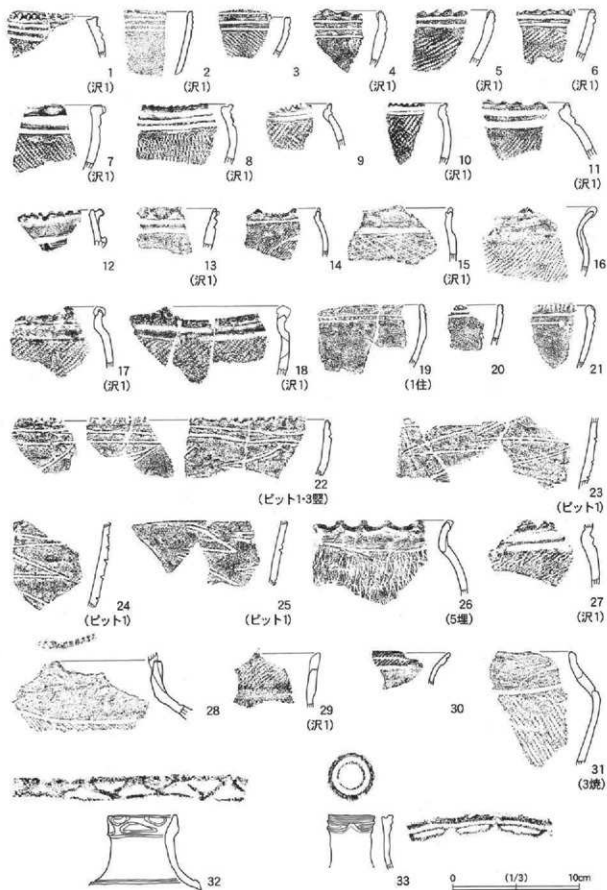 1 2 3 4 5 6
(沢1) (沢1) (沢1) (沢1) (沢1)
7 8 9 10 11
(沢1) (沢1) (沢1) (沢1)
12 13 14 15 16
(沢1) (沢1)
17 18 19 20 21
(沢1) (沢1) (1住)
22 23
(ピット1・3竪) (ピット1)
24 25 26 27
(ピット1) (ピット1) (5埋) (沢1)
28 29 30 31
(沢1) (3焼)
32 33 0 (1/3) 10cm